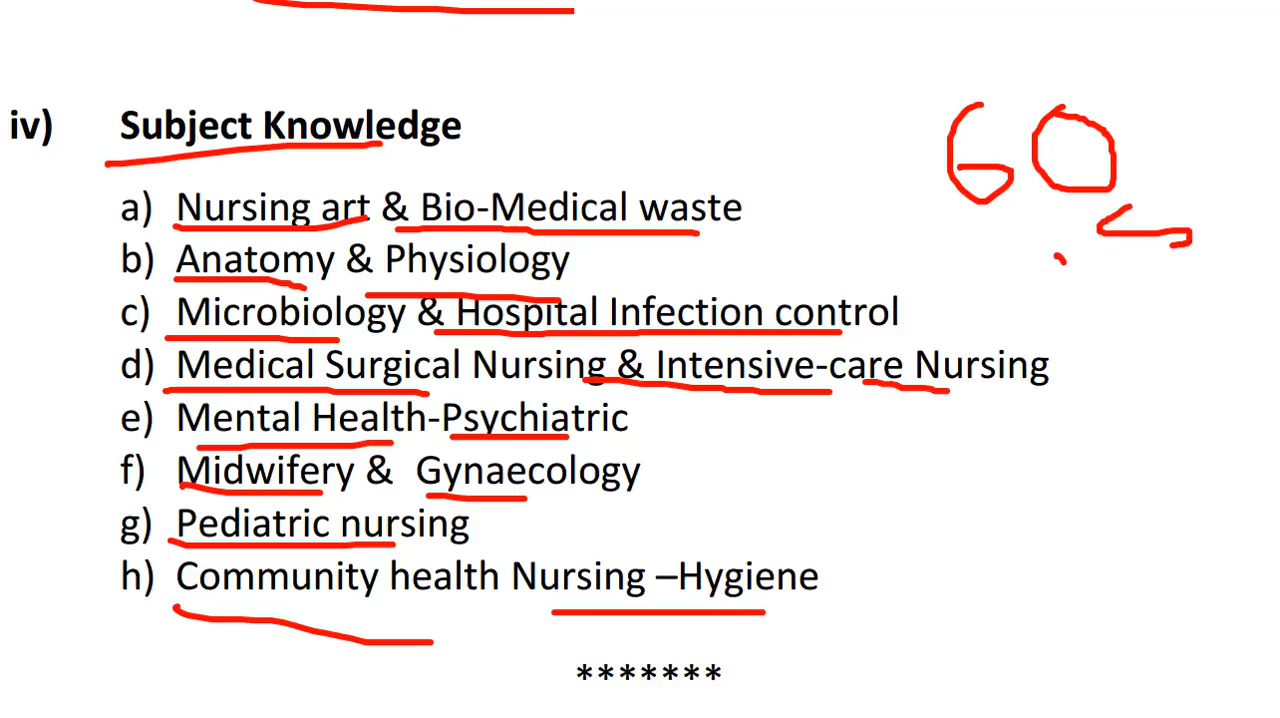 iv) Subject Knowledge
60
a) Nursing art & Bio-Medical waste
b) Anatomy & Physiology
c) Microbiology & Hospital Infection control
d) Medical Surgical Nursing & Intensive-care Nursing
e) Mental Health-Psychiatric
f) Midwifery & Gynaecology
g) Pediatric nursing
h) Community health Nursing –Hygiene
*******